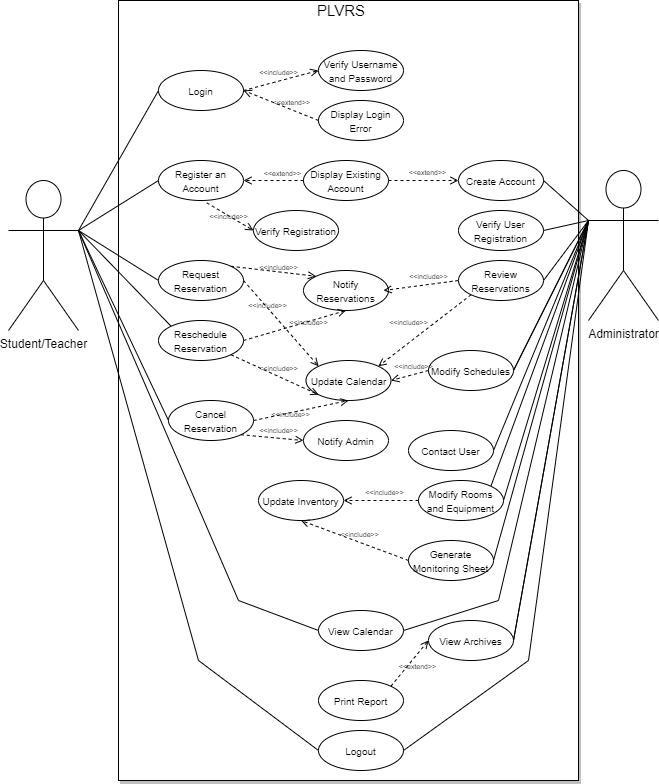 PLVRS
Verify Username
and Password
<<include>>
Login
<<extend>>
Display Login
Error
Register an
Account
<<extend>>
Display Existing
Account
<<extend>>
Create Account
<<include>>
Verify Registration
Verify User
Registration
Request
Reservation
<<include>>
Notify
Reservations
<<include>>
Review
Reservations
<<include>>
<<include>>
<<include>>
Reschedule
Reservation
Student/Teacher
Administrator
<<include>>
Update Calendar
<<include>>
Modify Schedules
Cancel
Reservation
<<include>>
<<include>>
Notify Admin
Contact User
Update Inventory
<<include>>
Modify Rooms
and Equipment
<<include>>
Generate
Monitoring Sheet
View Calendar
View Archives
<<extend>>
Print Report
Logout